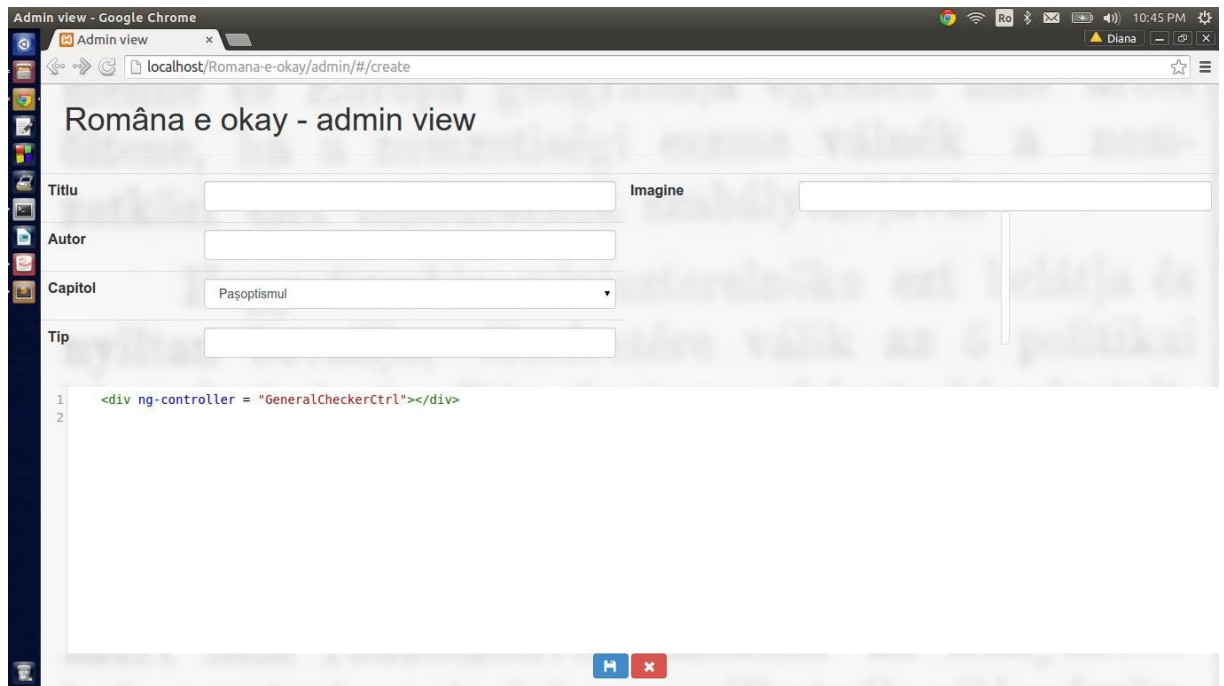 Admin view - Google Chrome
Ro
10:45 PM
Admin view
Diana
localhost/Romana-e-okay/admin/#/create
Româna e okay - admin view
Titlu
Imagine
Autor
Capitol
Pașoptismul
Tip
1 <div ng-controller = "GeneralCheckerCtrl"></div>
2